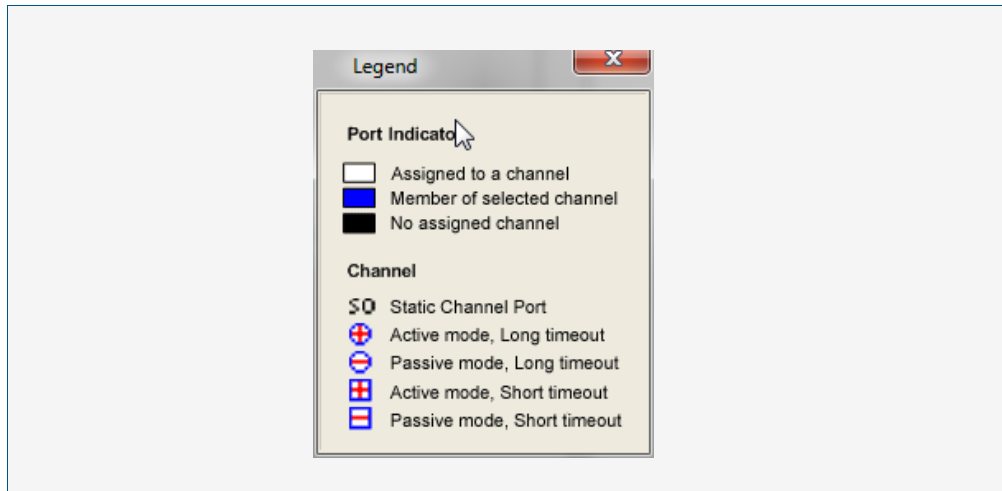 Legend
Port Indicato
Assigned to a channel
Member of selected channel
No assigned channel
Channel
SO Static Channel Port
Active mode, Long timeout
Passive mode, Long timeout
Active mode, Short timeout
Passive mode, Short timeout